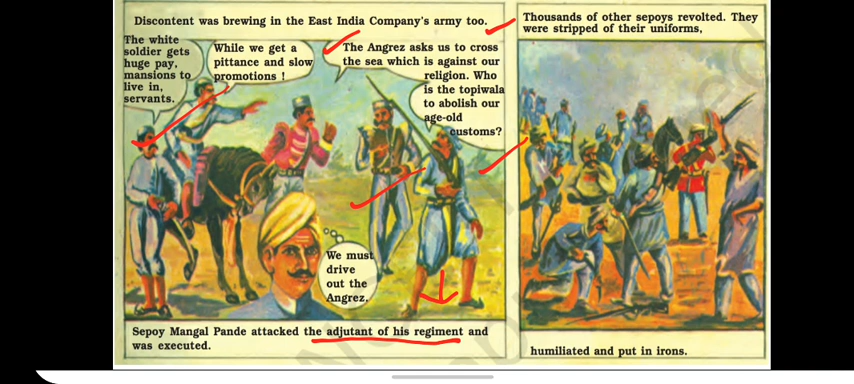 Discontent was brewing in the East India Company's army too.
The white
soldier gets
huge pay,
mansions to
live in,
servants.
While we get a
pittance and slow
promotions !
The Angrez asks us to cross
the sea which is against our
religion. Who
is the topiwala
to abolish our
age-old
customs?
We must
drive
out the
Angrez.
Sepoy Mangal Pande attacked the adjutant of his regiment and
was executed.
Thousands of other sepoys revolted. They
were stripped of their uniforms,
humiliated and put in irons.